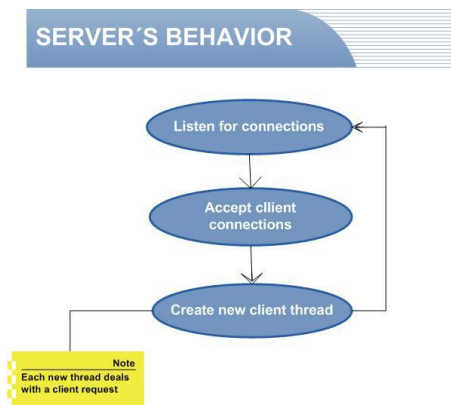 SERVER´S BEHAVIOR
Listen for connections
Accept cllient
connections
Create new client thread
Note
Each new thread deals
with a client request